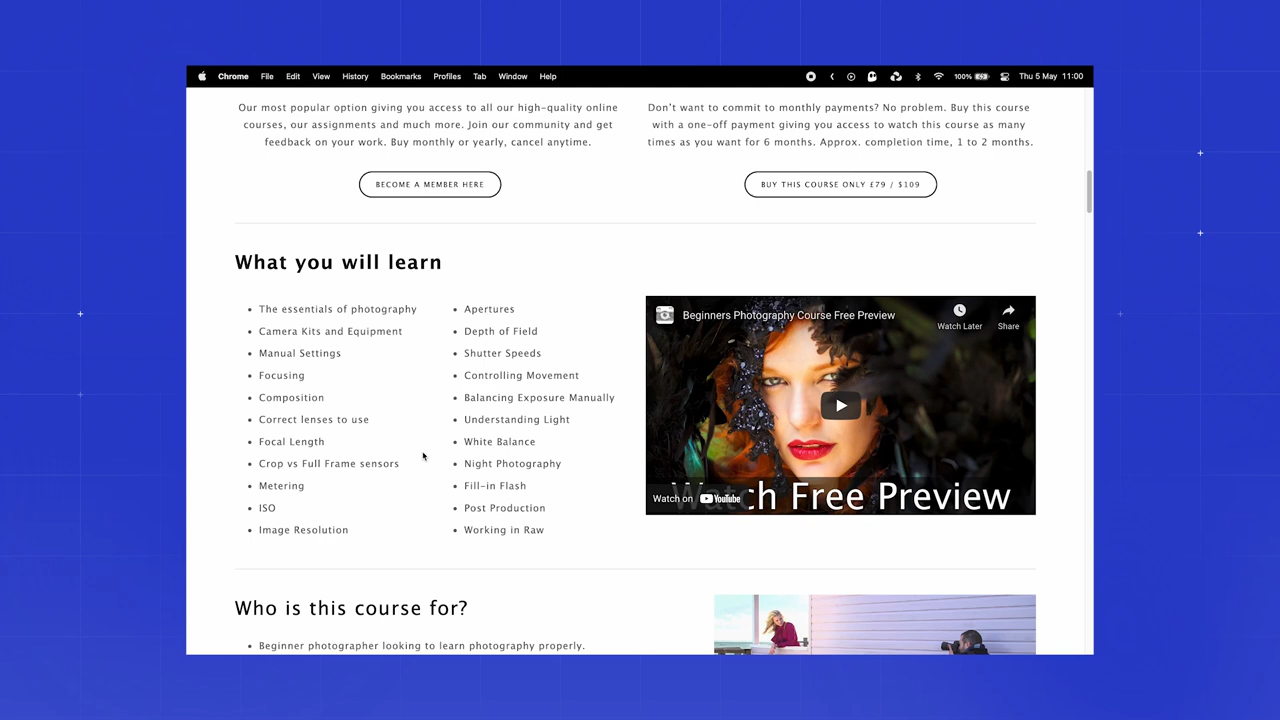 Chrome File Edit View History Bookmarks Profiles Tab Window Help 100% Thu 5 May 11:00
Our most popular option giving you access to all our high-quality online
courses, our assignments and much more. Join our community and get
feedback on your work. Buy monthly or yearly, cancel anytime.
BECOME A MEMBER HERE
Don't want to commit to monthly payments? No problem. Buy this course
with a one-off payment giving you access to watch this course as many
times as you want for 6 months. Approx. completion time, 1 to 2 months.
BUY THIS COURSE ONLY £79 / $109
What you will learn
• The essentials of photography
• Camera Kits and Equipment
• Manual Settings
• Focusing
• Composition
• Correct lenses to use
• Focal Length
• Crop vs Full Frame sensors
• Metering
• ISO
• Image Resolution
• Apertures
• Depth of Field
• Shutter Speeds
• Controlling Movement
• Balancing Exposure Manually
• Understanding Light
• White Balance
• Night Photography
• Fill-in Flash
• Post Production
• Working in Raw
Beginners Photography Course Free Preview
Watch Later
Share
Watch on YouTube
Watch Free Preview
Who is this course for?
• Beginner photographer looking to learn photography properly.